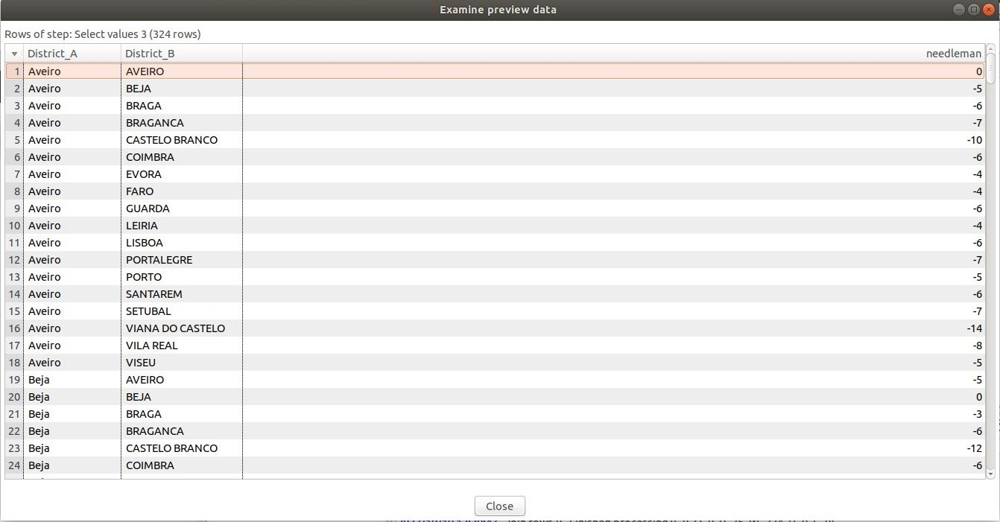 Examine preview data
Rows of step: Select values 3 (324 rows)
District_A District_B needleman
1 Aveiro AVEIRO 0
2 Aveiro BEJA -5
3 Aveiro BRAGA -6
4 Aveiro BRAGANCA -7
5 Aveiro CASTELO BRANCO -10
6 Aveiro COIMBRA -6
7 Aveiro EVORA -4
8 Aveiro FARO -4
9 Aveiro GUARDA -6
10 Aveiro LEIRIA -4
11 Aveiro LISBOA -6
12 Aveiro PORTALEGRE -7
13 Aveiro PORTO -5
14 Aveiro SANTAREM -6
15 Aveiro SETUBAL -7
16 Aveiro VIANA DO CASTELO -14
17 Aveiro VILA REAL -8
18 Aveiro VISEU -5
19 Beja AVEIRO -5
20 Beja BEJA 0
21 Beja BRAGA -3
22 Beja BRAGANCA -6
23 Beja CASTELO BRANCO -12
24 Beja COIMBRA -6
Close